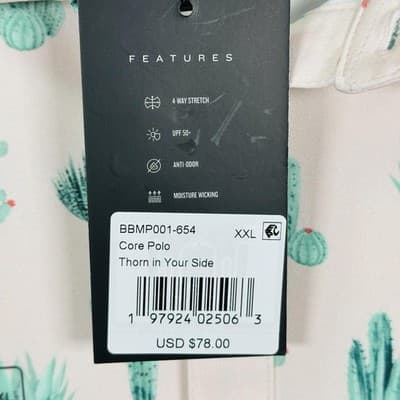 FEATURES
4-WAY STRETCH
UPF 50+
ANTI-ODOR
MOISTURE WICKING
BBMP001-654 XXL
Core Polo
Thorn in Your Side
1 97924 02506 3
USD $78.00